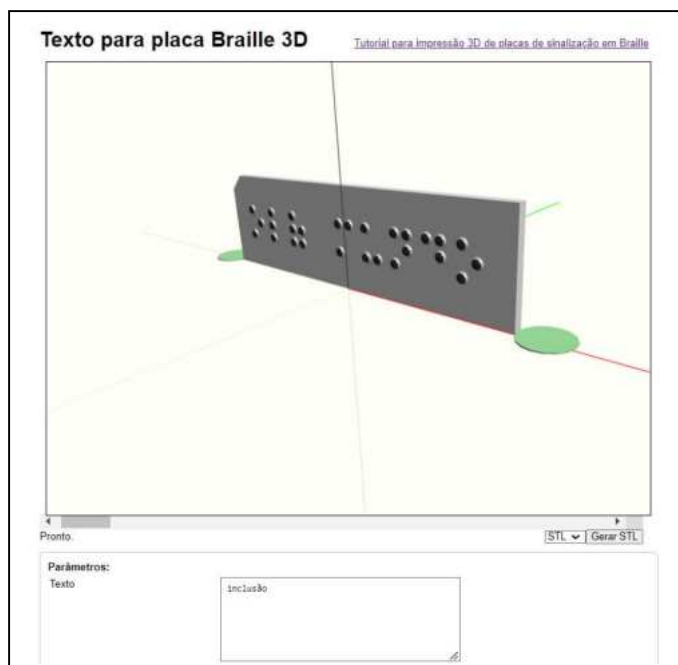 Texto para placa Braille 3D
Tutorial para impressão 3D de placas de sinalização em Braille
Pronto.
STL Gerar STL
Parâmetros:
Texto
inclusão